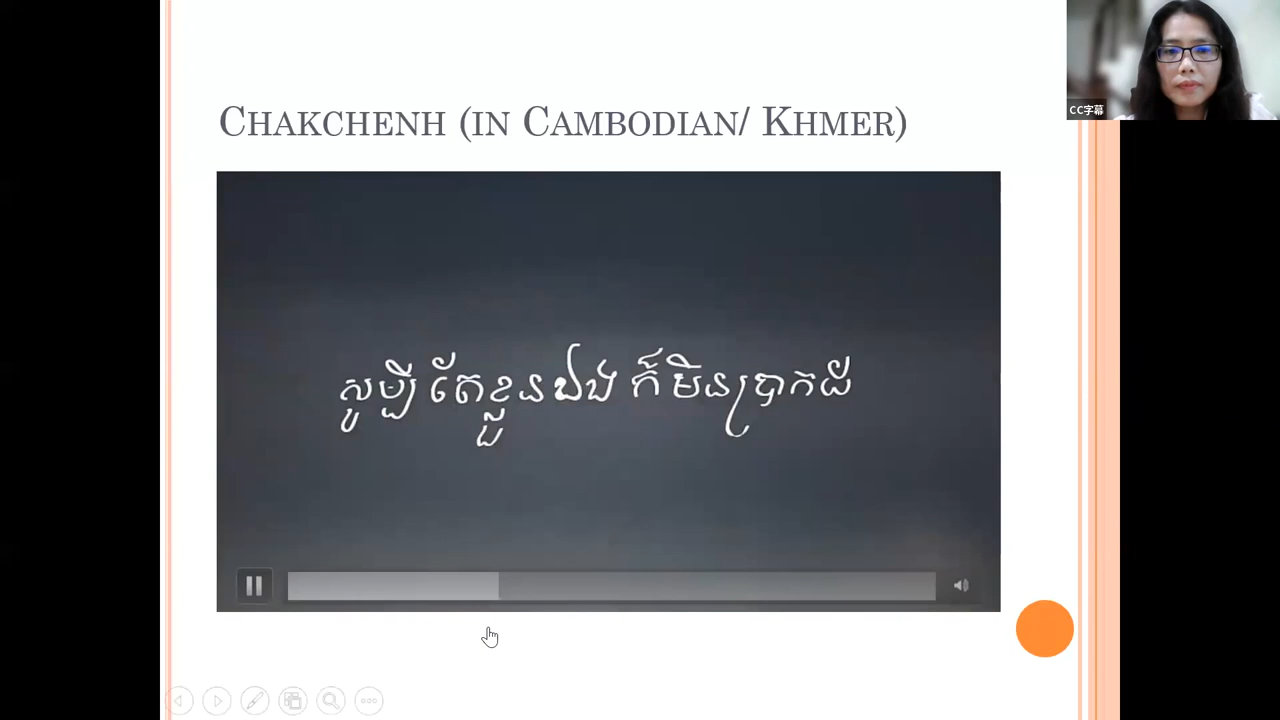 CHAKCHENH (IN CAMBODIAN/ KHMER)
CC字幕
សូម្បី តែខ្លួនឯង ក៏មិនប្រាកដ